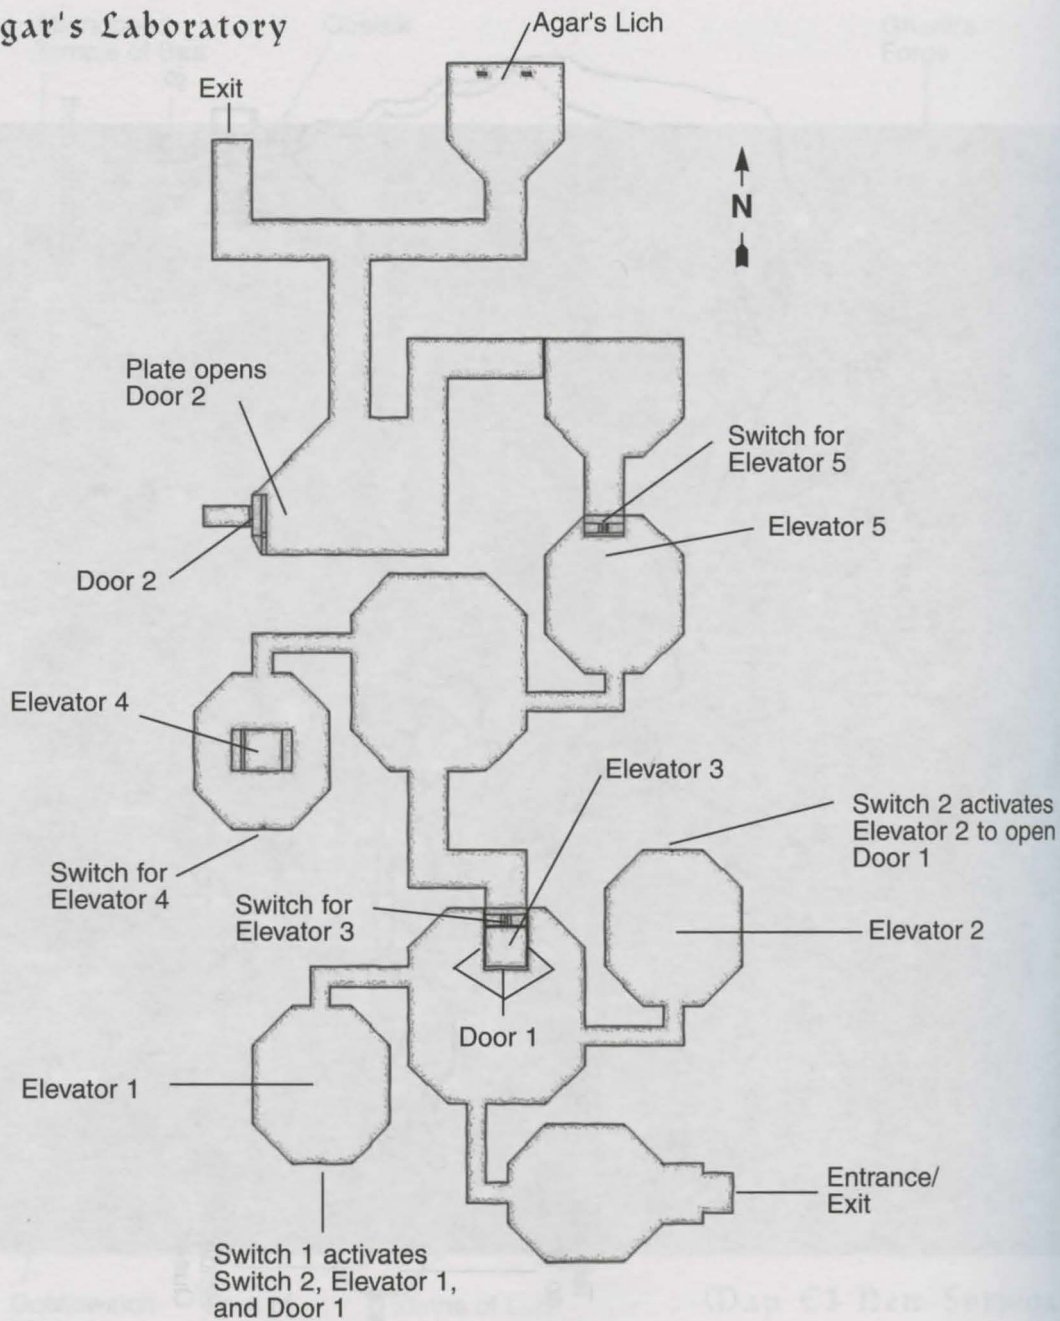 gar's Laboratory
Agar's Lich
Exit
N
Plate opens
Door 2
Switch for
Elevator 5
Elevator 5
Door 2
Elevator 4
Elevator 3
Switch 2 activates
Elevator 2 to open
Door 1
Switch for
Elevator 4
Switch for
Elevator 3
Elevator 2
Door 1
Elevator 1
Entrance/
Exit
Switch 1 activates
Switch 2, Elevator 1,
and Door 1